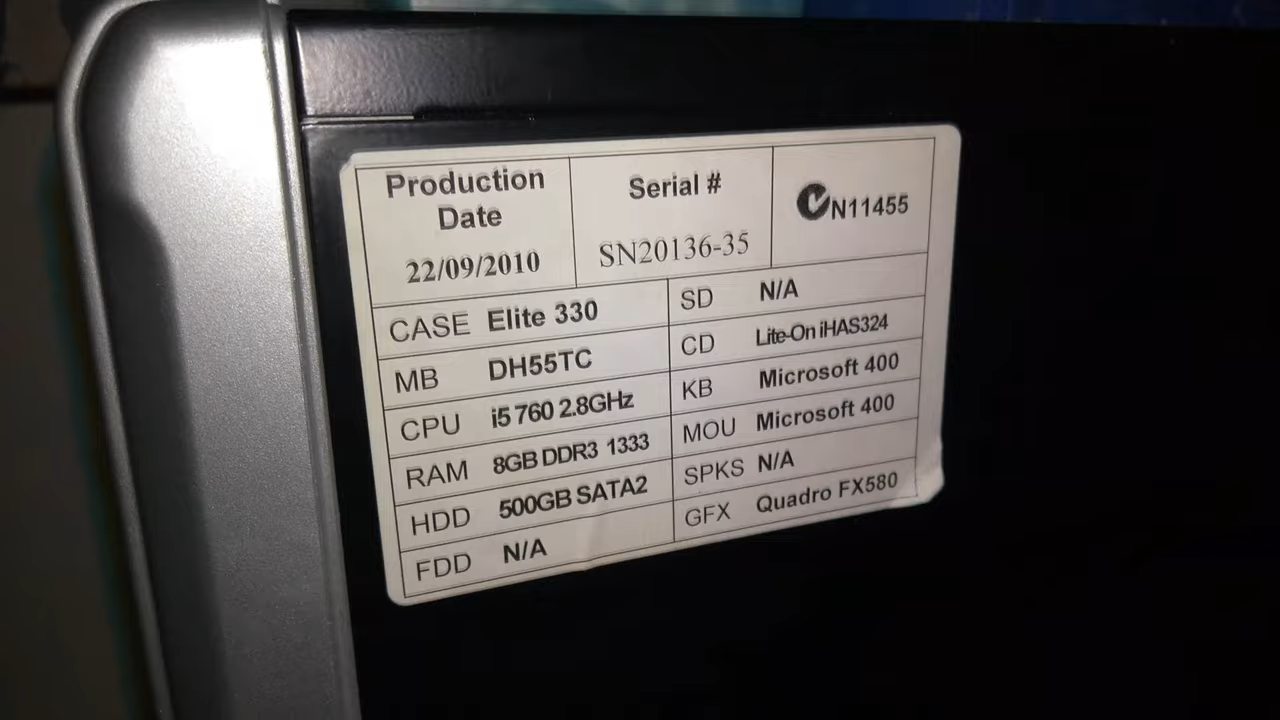 Production
Date
22/09/2010
Serial #
SN20136-35
N11455
CASE Elite 330
MB DH55TC
CPU i5 760 2.8GHz
RAM 8GB DDR3 1333
HDD 500GB SATA2
FDD N/A
SD N/A
CD Lite-On iHAS324
KB Microsoft 400
MOU Microsoft 400
SPKS N/A
GFX Quadro FX580